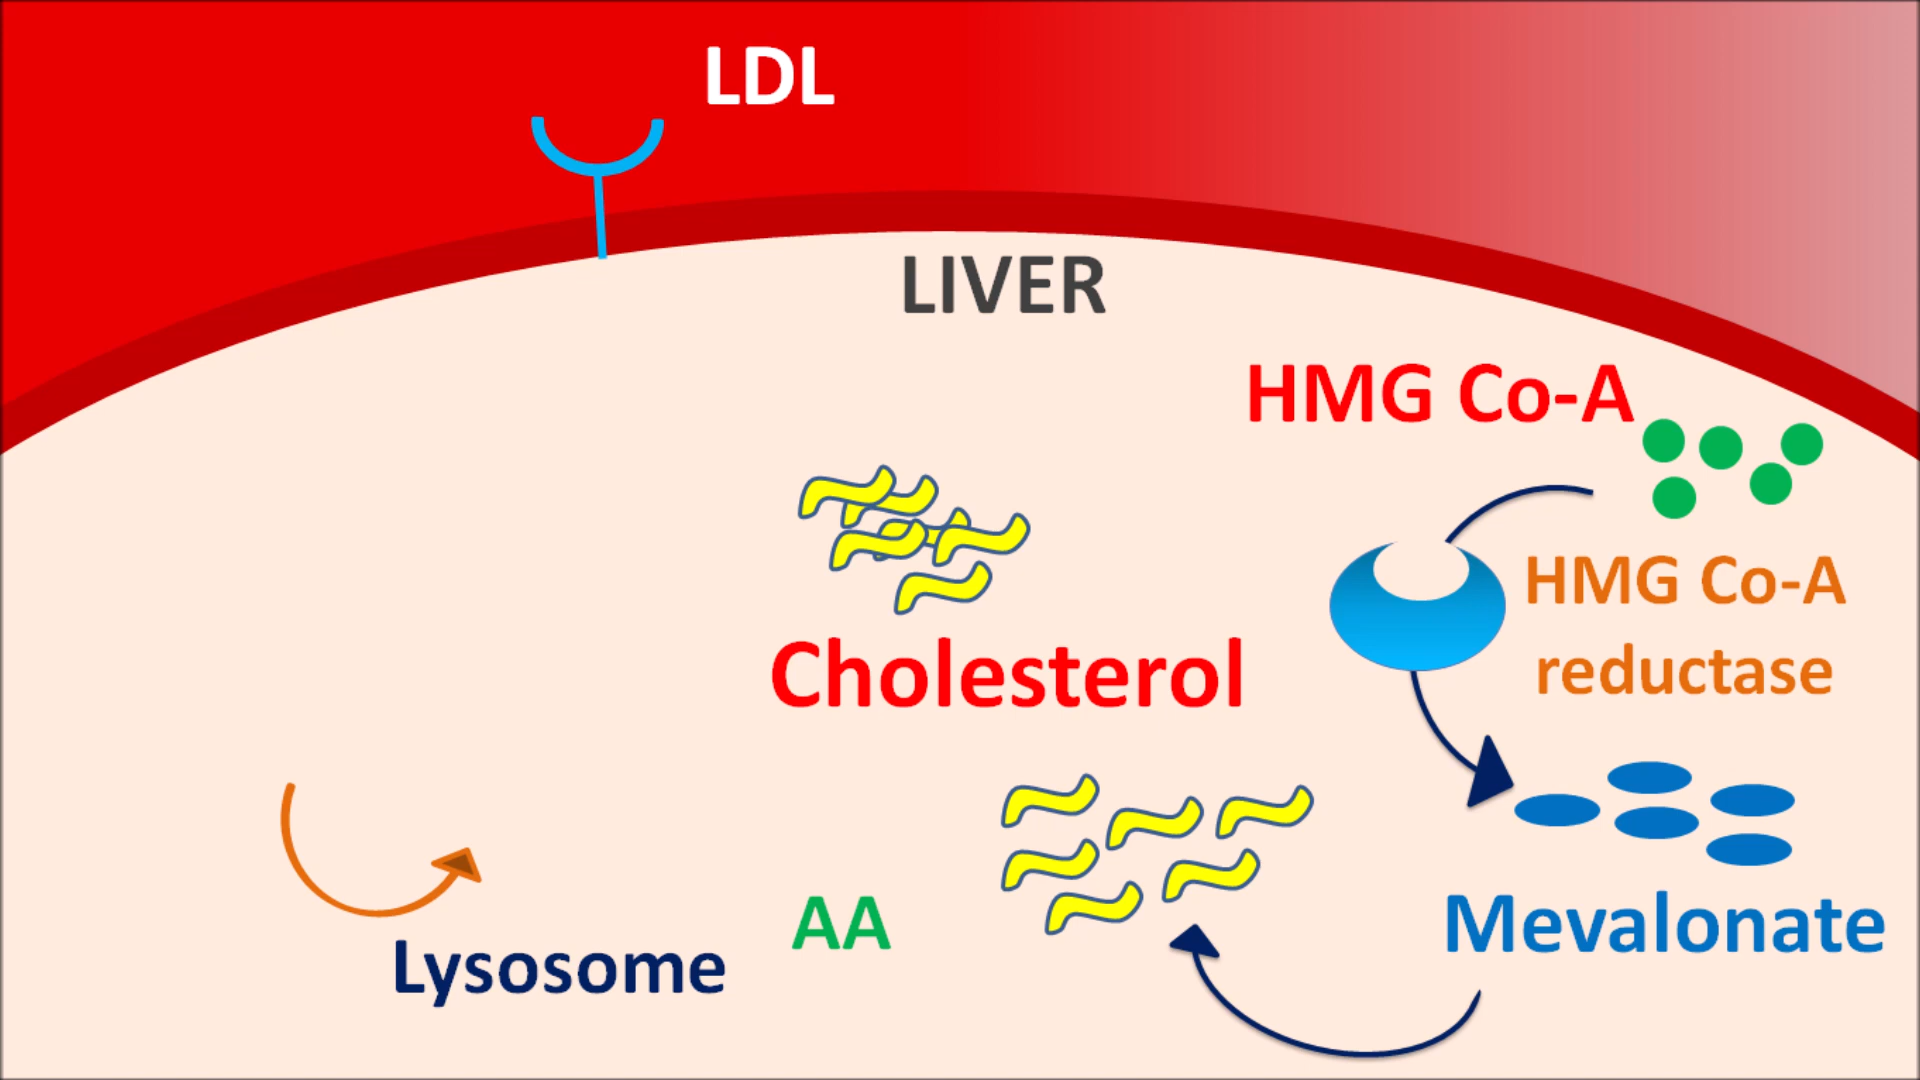 LDL
LIVER
HMG Co-A
HMG Co-A
reductase
Cholesterol
Mevalonate
AA
Lysosome